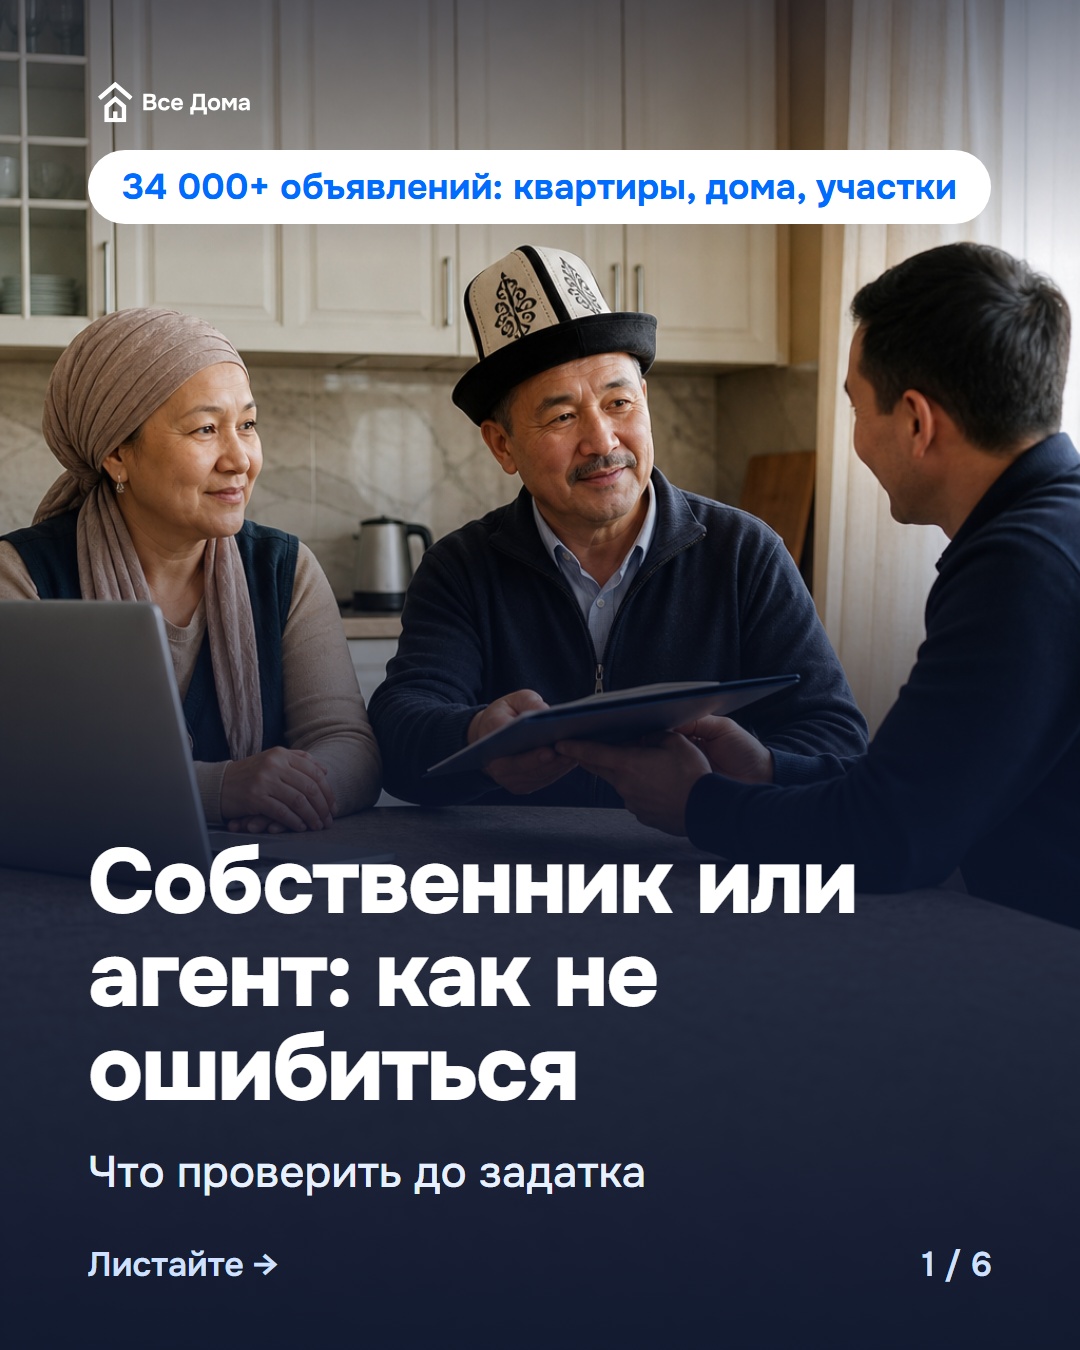 Все Дома
34 000+ объявлений: квартиры, дома, участки
Собственник или
агент: как не
ошибиться
Что проверить до задатка
Листайте →
1 / 6